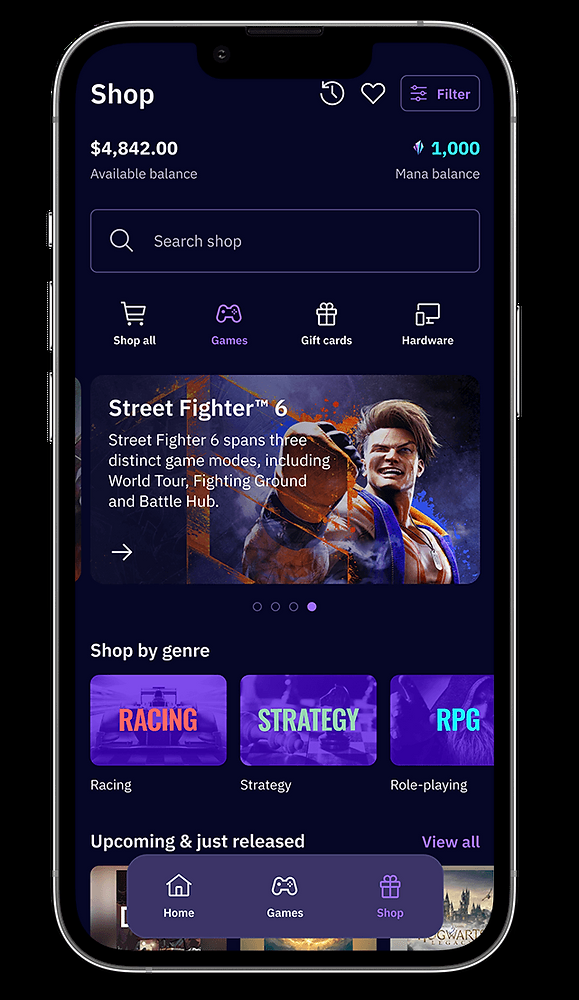 Shop
Filter
$4,842.00
1,000
Available balance
Mana balance
Search shop
Shop all
Games
Gift cards
Hardware
Street Fighter™ 6
Street Fighter 6 spans three
distinct game modes, including
World Tour, Fighting Ground
and Battle Hub.
Shop by genre
RACING
STRATEGY
RPG
Racing
Strategy
Role-playing
Upcoming & just released
View all
Home
Games
Shop